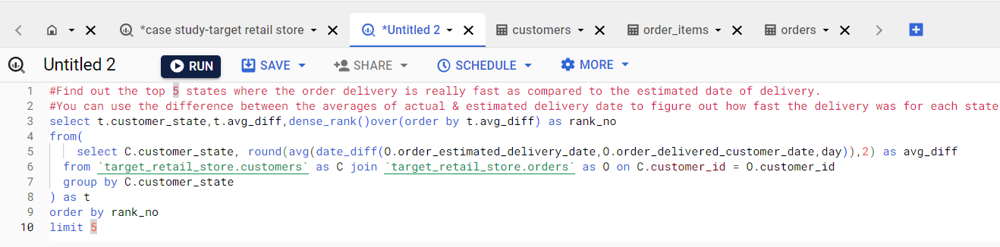 *case study-target retail store *Untitled 2 customers order_items orders
Untitled 2 RUN SAVE SHARE SCHEDULE MORE
1 #Find out the top 5 states where the order delivery is really fast as compared to the estimated date of delivery.
2 #You can use the difference between the averages of actual & estimated delivery date to figure out how fast the delivery was for each state
3 select t.customer_state,t.avg_diff,dense_rank()over(order by t.avg_diff) as rank_no
4 from(
5 select C.customer_state, round(avg(date_diff(O.order_estimated_delivery_date,O.order_delivered_customer_date,day)),2) as avg_diff
6 from `target_retail_store.customers` as C join `target_retail_store.orders` as O on C.customer_id = O.customer_id
7 group by C.customer_state
8 ) as t
9 order by rank_no
10 limit 5